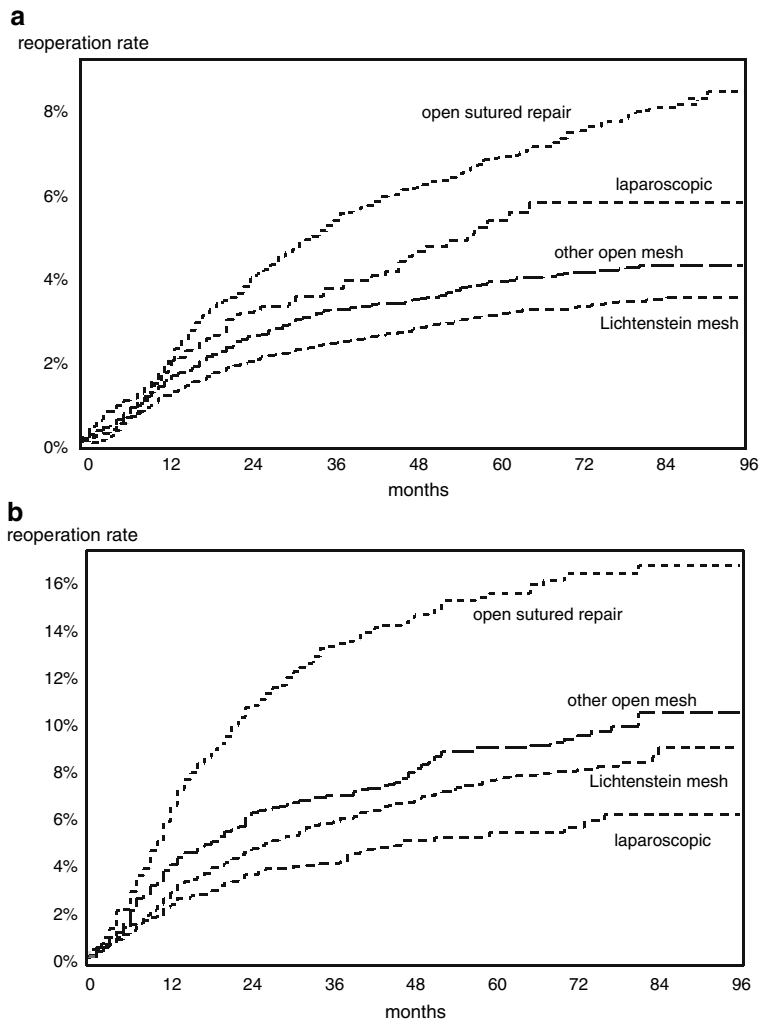 a
reoperation rate
8%
open sutured repair
laparoscopic
6%
other open mesh
4%
Lichtenstein mesh
2%
0%
0 12 24 36 48 60 72 84 96
months
b
reoperation rate
16%
open sutured repair
14%
12%
other open mesh
10%
8%
Lichtenstein mesh
6%
laparoscopic
4%
2%
0%
0 12 24 36 48 60 72 84 96
months